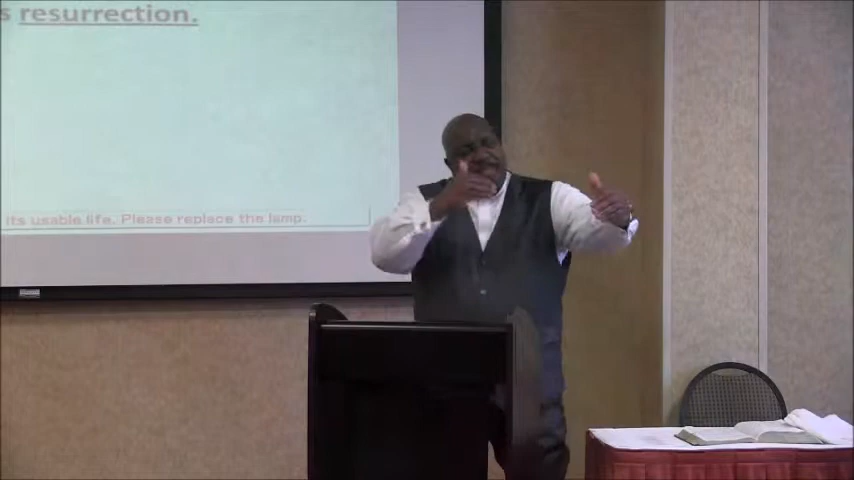 s resurrection.
its usable life. Please replace the lamp.